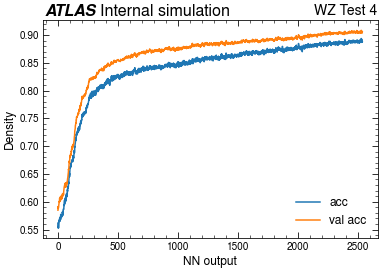 ATLAS Internal simulation WZ Test 4
0.90
0.85
0.80
0.75
0.70
0.65
0.60
0.55
Density
acc
val acc
0 500 1000 1500 2000 2500
NN output